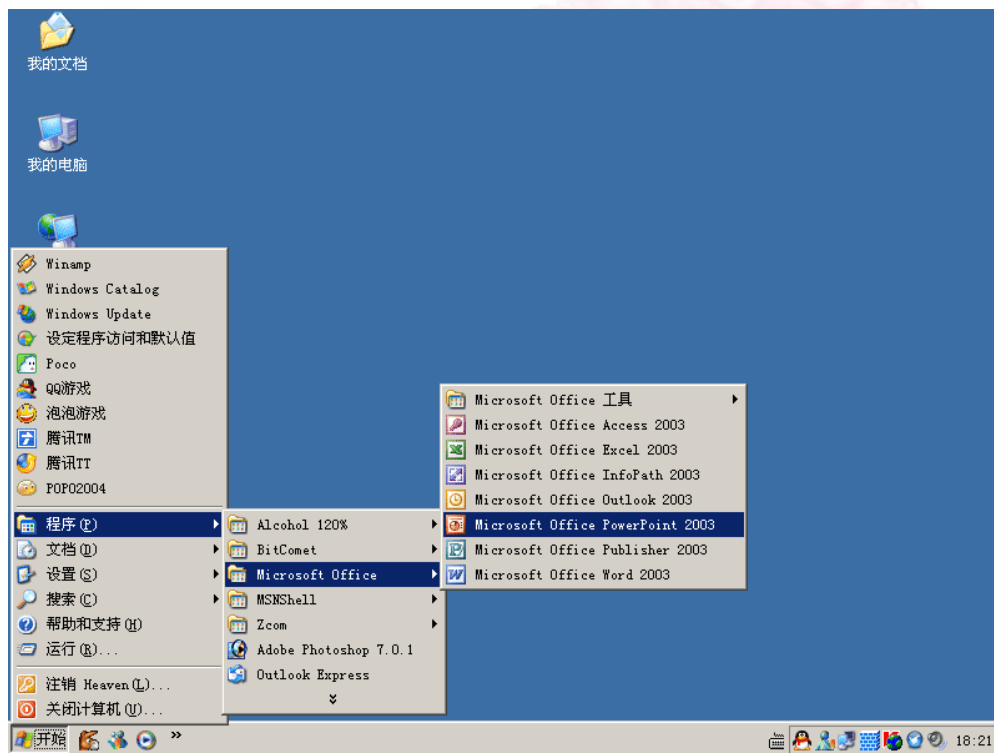 我的文档
我的电脑
Winamp
Windows Catalog
Windows Update
设定程序访问和默认值
Poco
QQ游戏
泡泡游戏
腾讯TM
腾讯TT
POPO2004
程序(P)
文档(D)
设置(S)
搜索(C)
帮助和支持(H)
运行(R)...
注销 Heaven(L)...
关闭计算机(U)...
Alcohol 120%
BitComet
Microsoft Office
MSNShell
Zcom
Adobe Photoshop 7.0.1
Outlook Express
Microsoft Office 工具
Microsoft Office Access 2003
Microsoft Office Excel 2003
Microsoft Office InfoPath 2003
Microsoft Office Outlook 2003
Microsoft Office PowerPoint 2003
Microsoft Office Publisher 2003
Microsoft Office Word 2003
开始
18:21